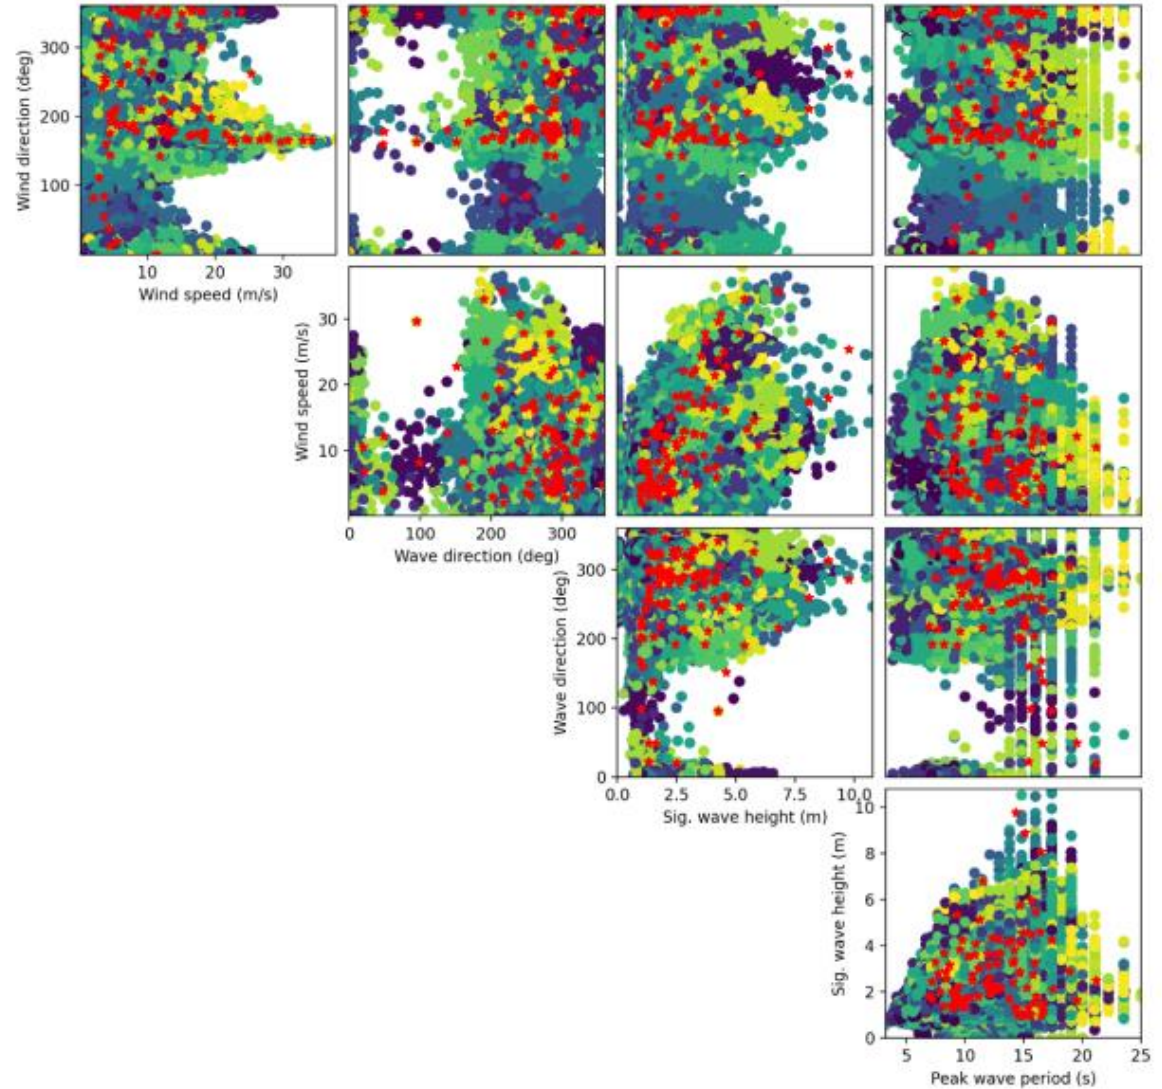 300
200
100
Wind direction (deg)
10 20 30
Wind speed (m/s)
30
20
10
Wind speed (m/s)
0 100 200 300
Wave direction (deg)
300
200
100
0
Wave direction (deg)
0.0 2.5 5.0 7.5 10.0
Sig. wave height (m)
10
8
6
4
2
0
Sig. wave height (m)
5 10 15 20 25
Peak wave period (s)